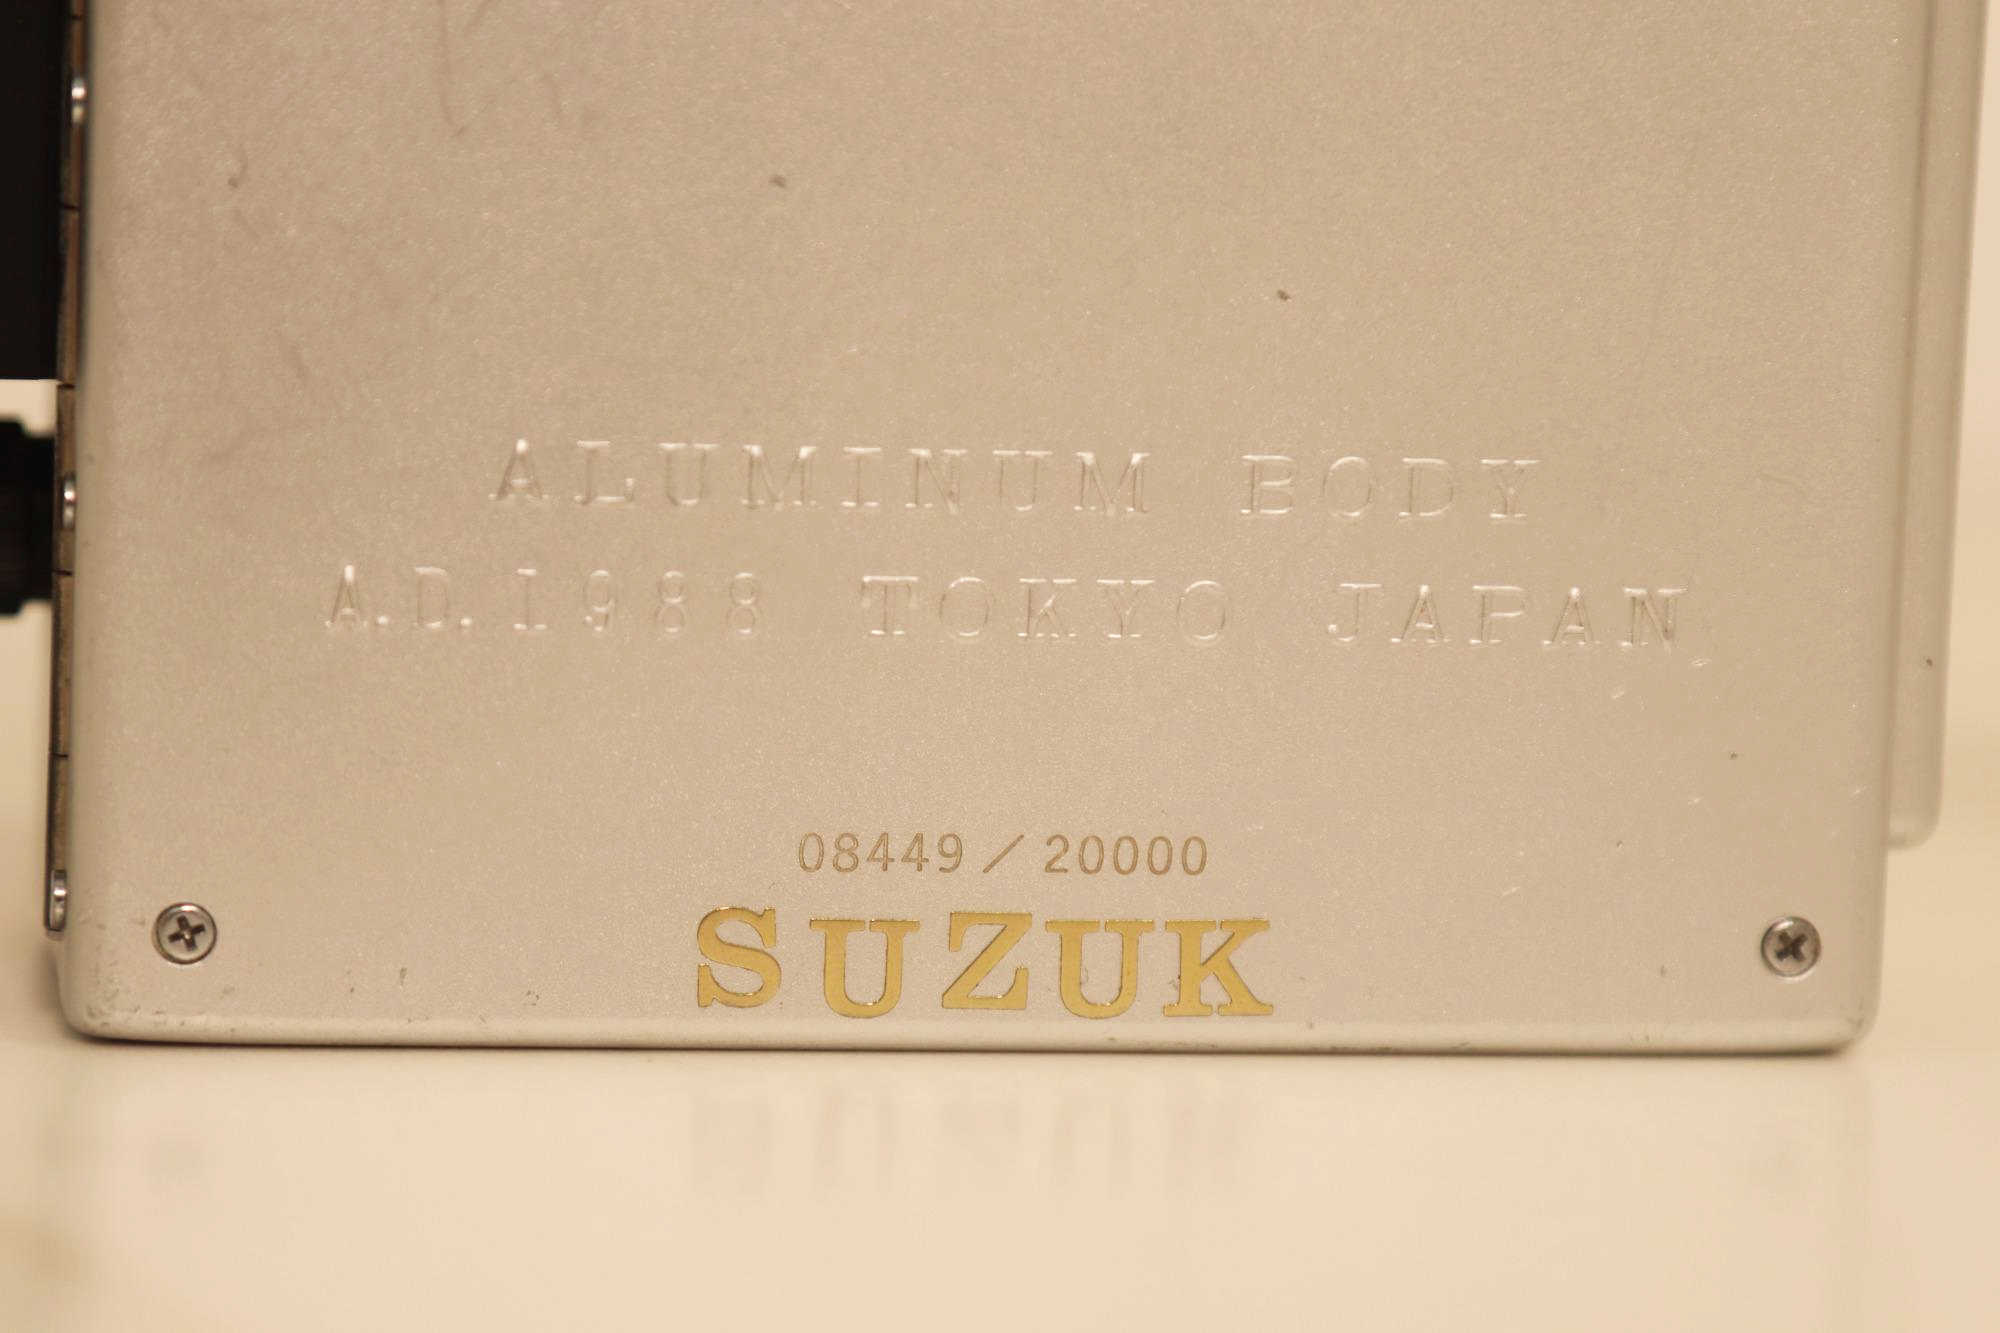 ALUMINUM BODY
A.D.1988 TOKYO JAPAN
08449/20000
SUZUK